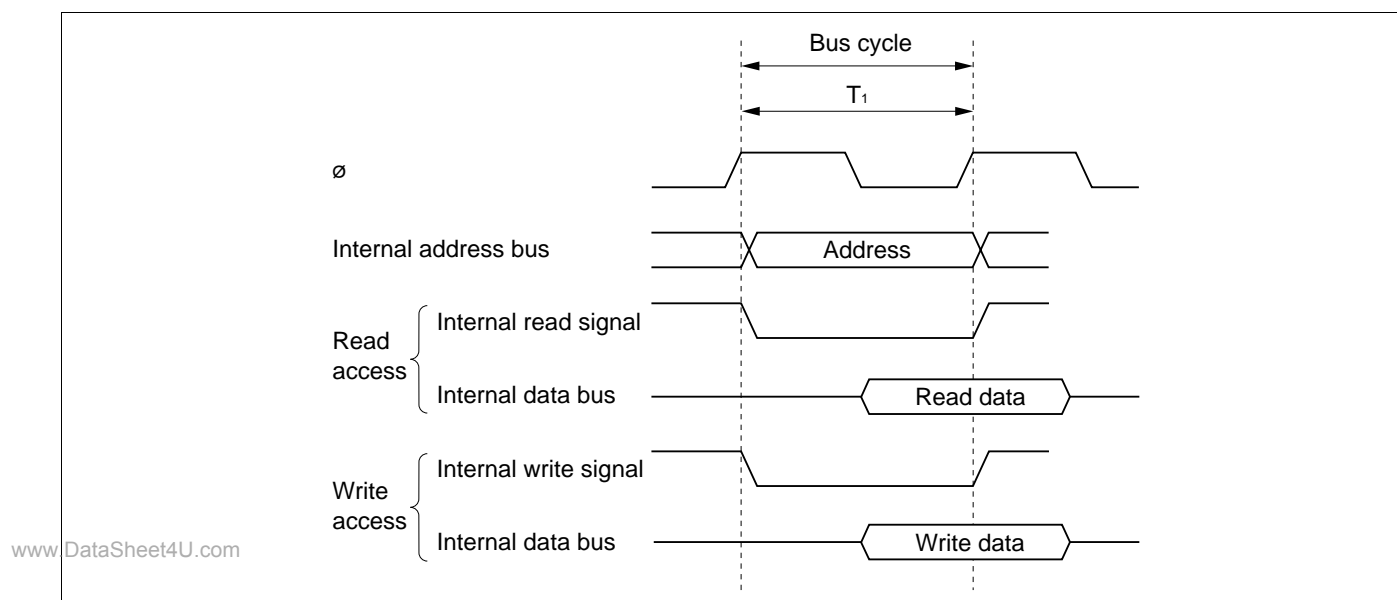 Bus cycle
T₁
ø
Internal address bus
Address
Read access
Internal read signal
Internal data bus
Read data
Write access
Internal write signal
Internal data bus
Write data
www.DataSheet4U.com